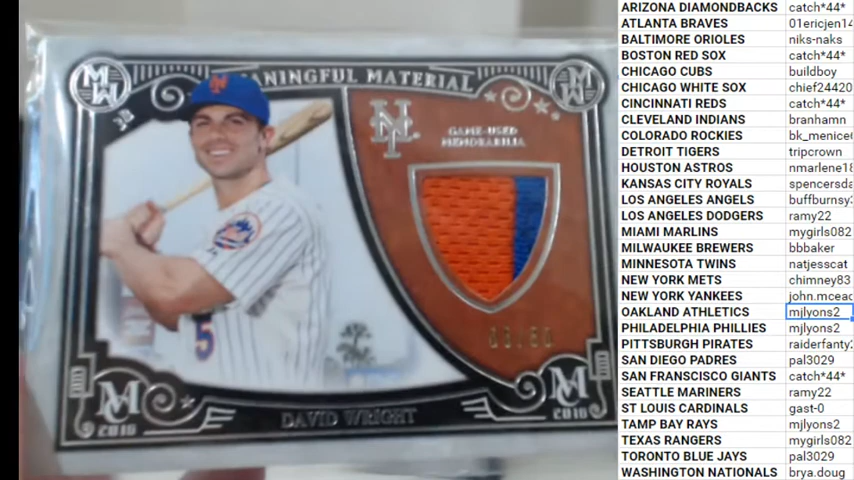 MEANINGFUL MATERIAL
GAME-USED
MEMORABILIA
NY
5
DAVID WRIGHT
2016
2016
ARIZONA DIAMONDBACKS catch*44*
ATLANTA BRAVES 01ericjen14
BALTIMORE ORIOLES niks-naks
BOSTON RED SOX catch*44*
CHICAGO CUBS buildboy
CHICAGO WHITE SOX chief24420
CINCINNATI REDS catch*44*
CLEVELAND INDIANS branhamn
COLORADO ROCKIES bk_menice
DETROIT TIGERS tripcrown
HOUSTON ASTROS nmarlene18
KANSAS CITY ROYALS spencersda
LOS ANGELES ANGELS buffburnsy
LOS ANGELES DODGERS ramy22
MIAMI MARLINS mygirls082
MILWAUKEE BREWERS bbbaker
MINNESOTA TWINS natjesscat
NEW YORK METS chimney83
NEW YORK YANKEES john.mceac
OAKLAND ATHLETICS mjlyons2
PHILADELPHIA PHILLIES mjlyons2
PITTSBURGH PIRATES raiderfanty
SAN DIEGO PADRES pal3029
SAN FRANSCISCO GIANTS catch*44*
SEATTLE MARINERS ramy22
ST LOUIS CARDINALS gast-0
TAMP BAY RAYS mjlyons2
TEXAS RANGERS mygirls082
TORONTO BLUE JAYS pal3029
WASHINGTON NATIONALS brya.doug